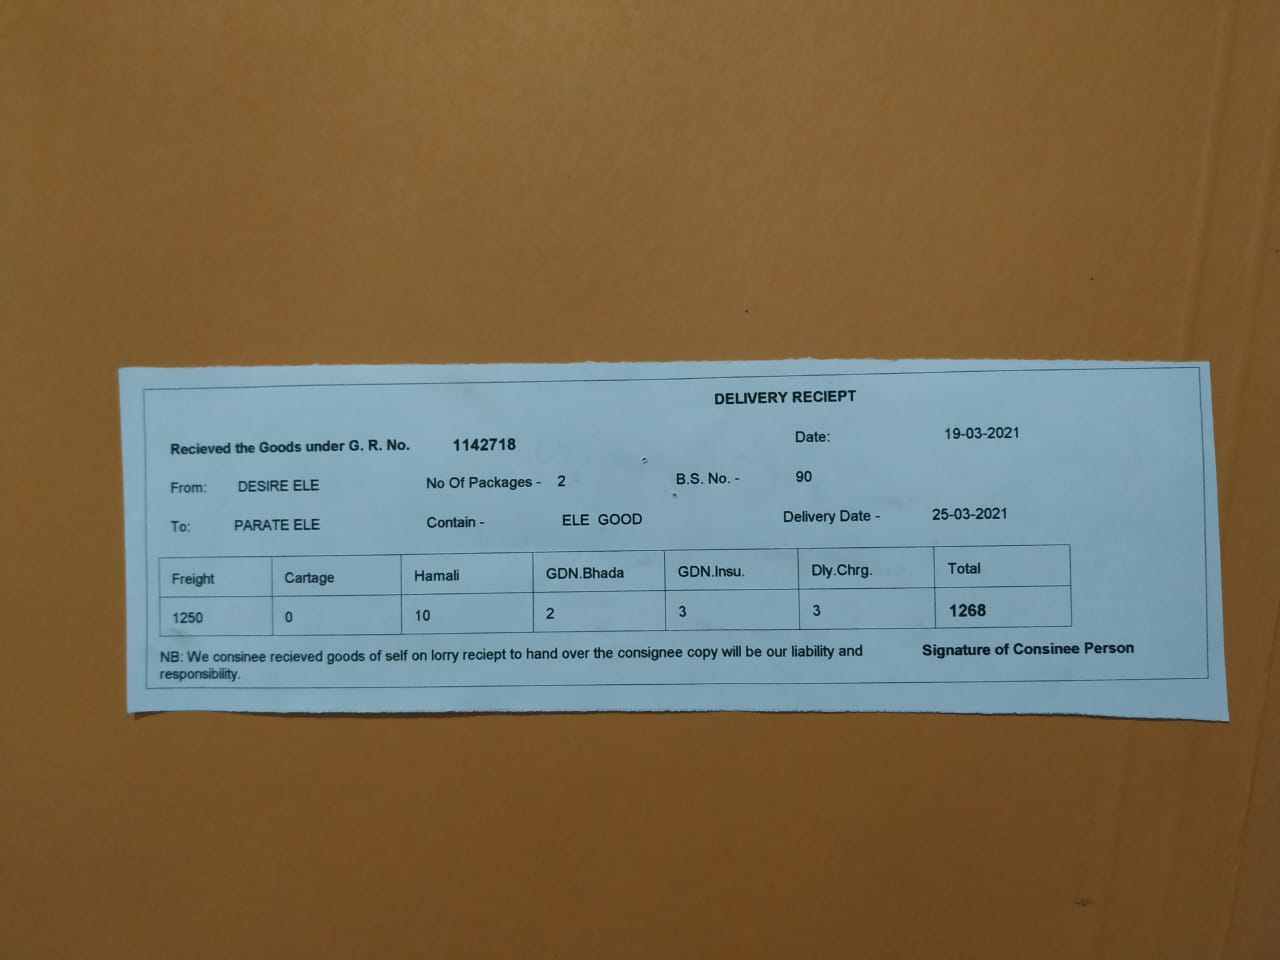 DELIVERY RECIEPT
Recieved the Goods under G. R. No. 1142718 Date: 19-03-2021
From: DESIRE ELE No Of Packages - 2 B.S. No. - 90
To: PARATE ELE Contain - ELE GOOD Delivery Date - 25-03-2021
Freight Cartage Hamali GDN.Bhada GDN.Insu. Dly.Chrg. Total
1250 0 10 2 3 3 1268
NB: We consinee recieved goods of self on lorry reciept to hand over the consignee copy will be our liability and Signature of Consinee Person
responsibility.